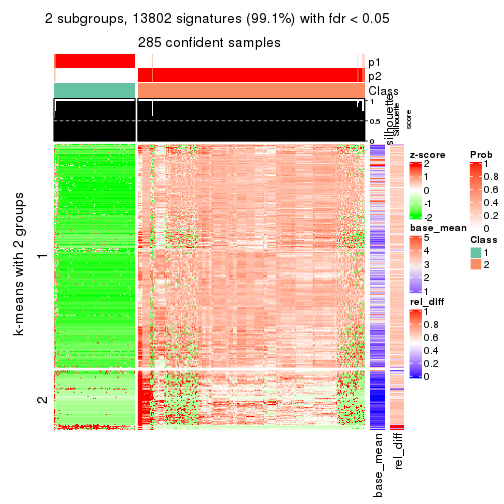 2 subgroups, 13802 signatures (99.1%) with fdr < 0.05
285 confident samples
p1
p2
Class
1
0.5
0
silhouette
Silhouette
score
k-means with 2 groups
1
2
base_mean
rel_diff
z-score
2
1
0
-1
-2
base_mean
5
4
3
2
1
rel_diff
1
0.8
0.6
0.4
0.2
0
Prob
1
0.8
0.6
0.4
0.2
0
Class
1
2